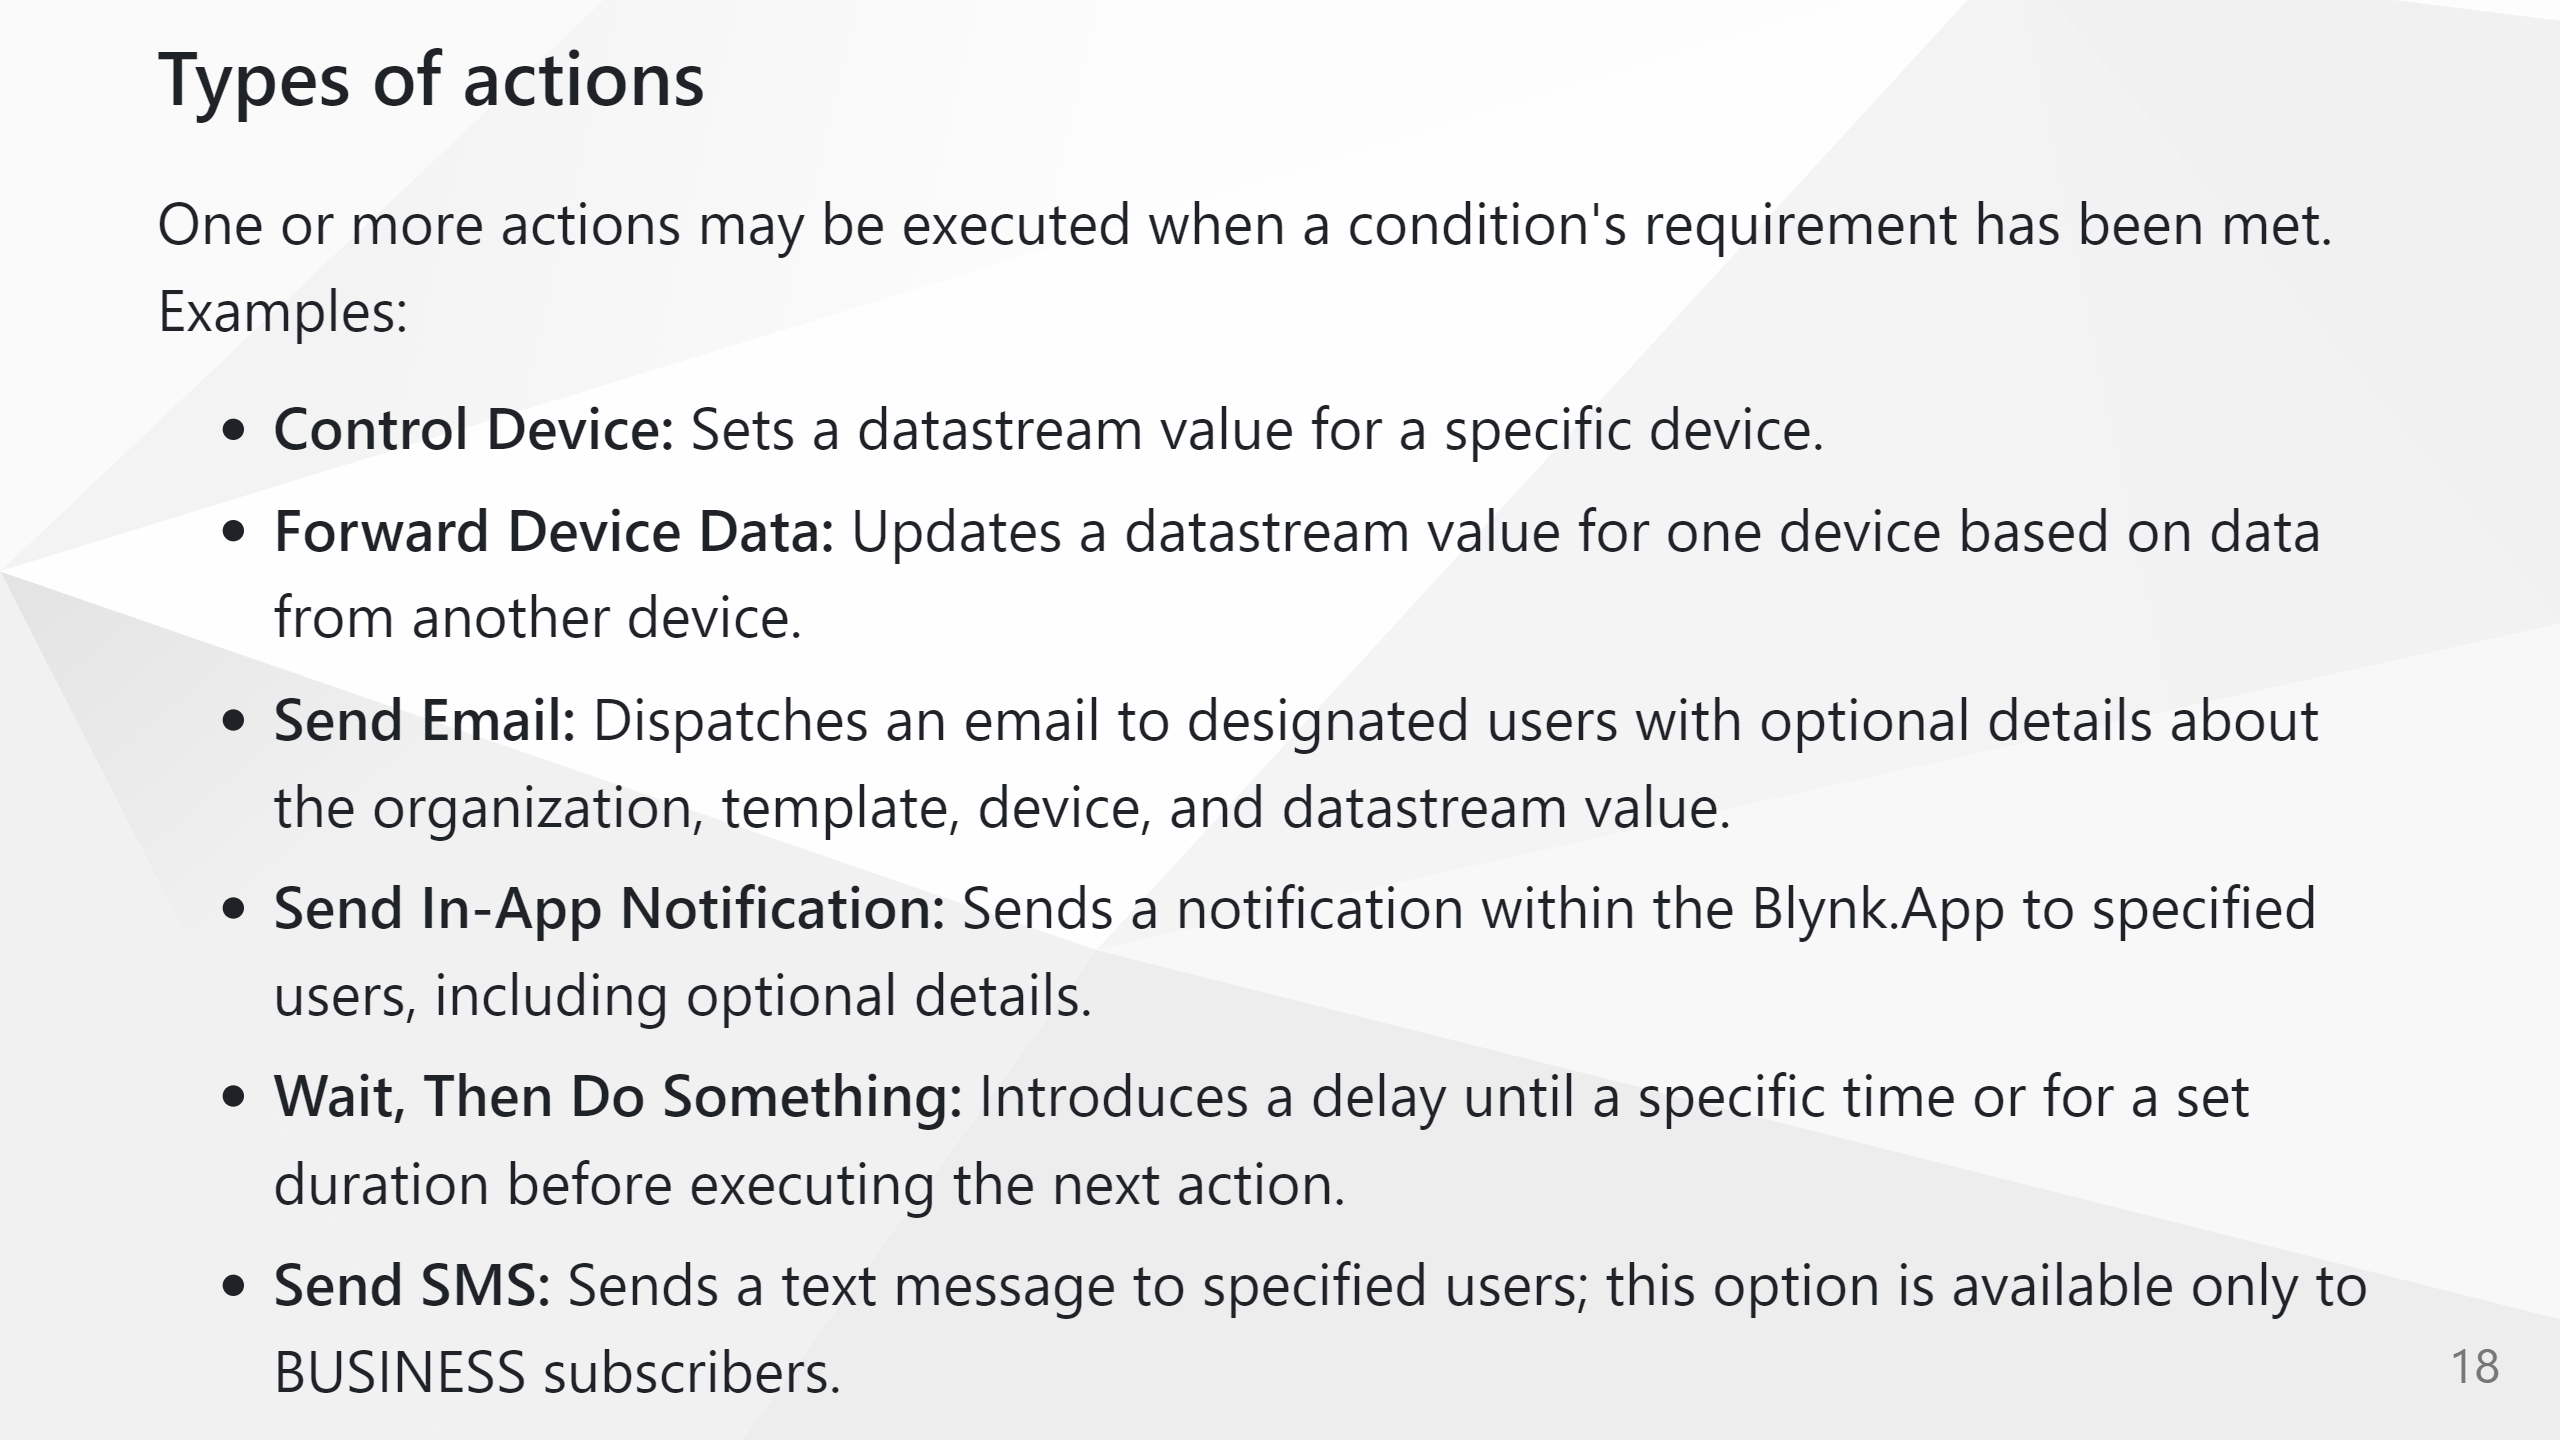 Types of actions
One or more actions may be executed when a condition's requirement has been met.
Examples:
• Control Device: Sets a datastream value for a specific device.
• Forward Device Data: Updates a datastream value for one device based on data
from another device.
• Send Email: Dispatches an email to designated users with optional details about
the organization, template, device, and datastream value.
• Send In-App Notification: Sends a notification within the Blynk.App to specified
users, including optional details.
• Wait, Then Do Something: Introduces a delay until a specific time or for a set
duration before executing the next action.
• Send SMS: Sends a text message to specified users; this option is available only to
BUSINESS subscribers.
18